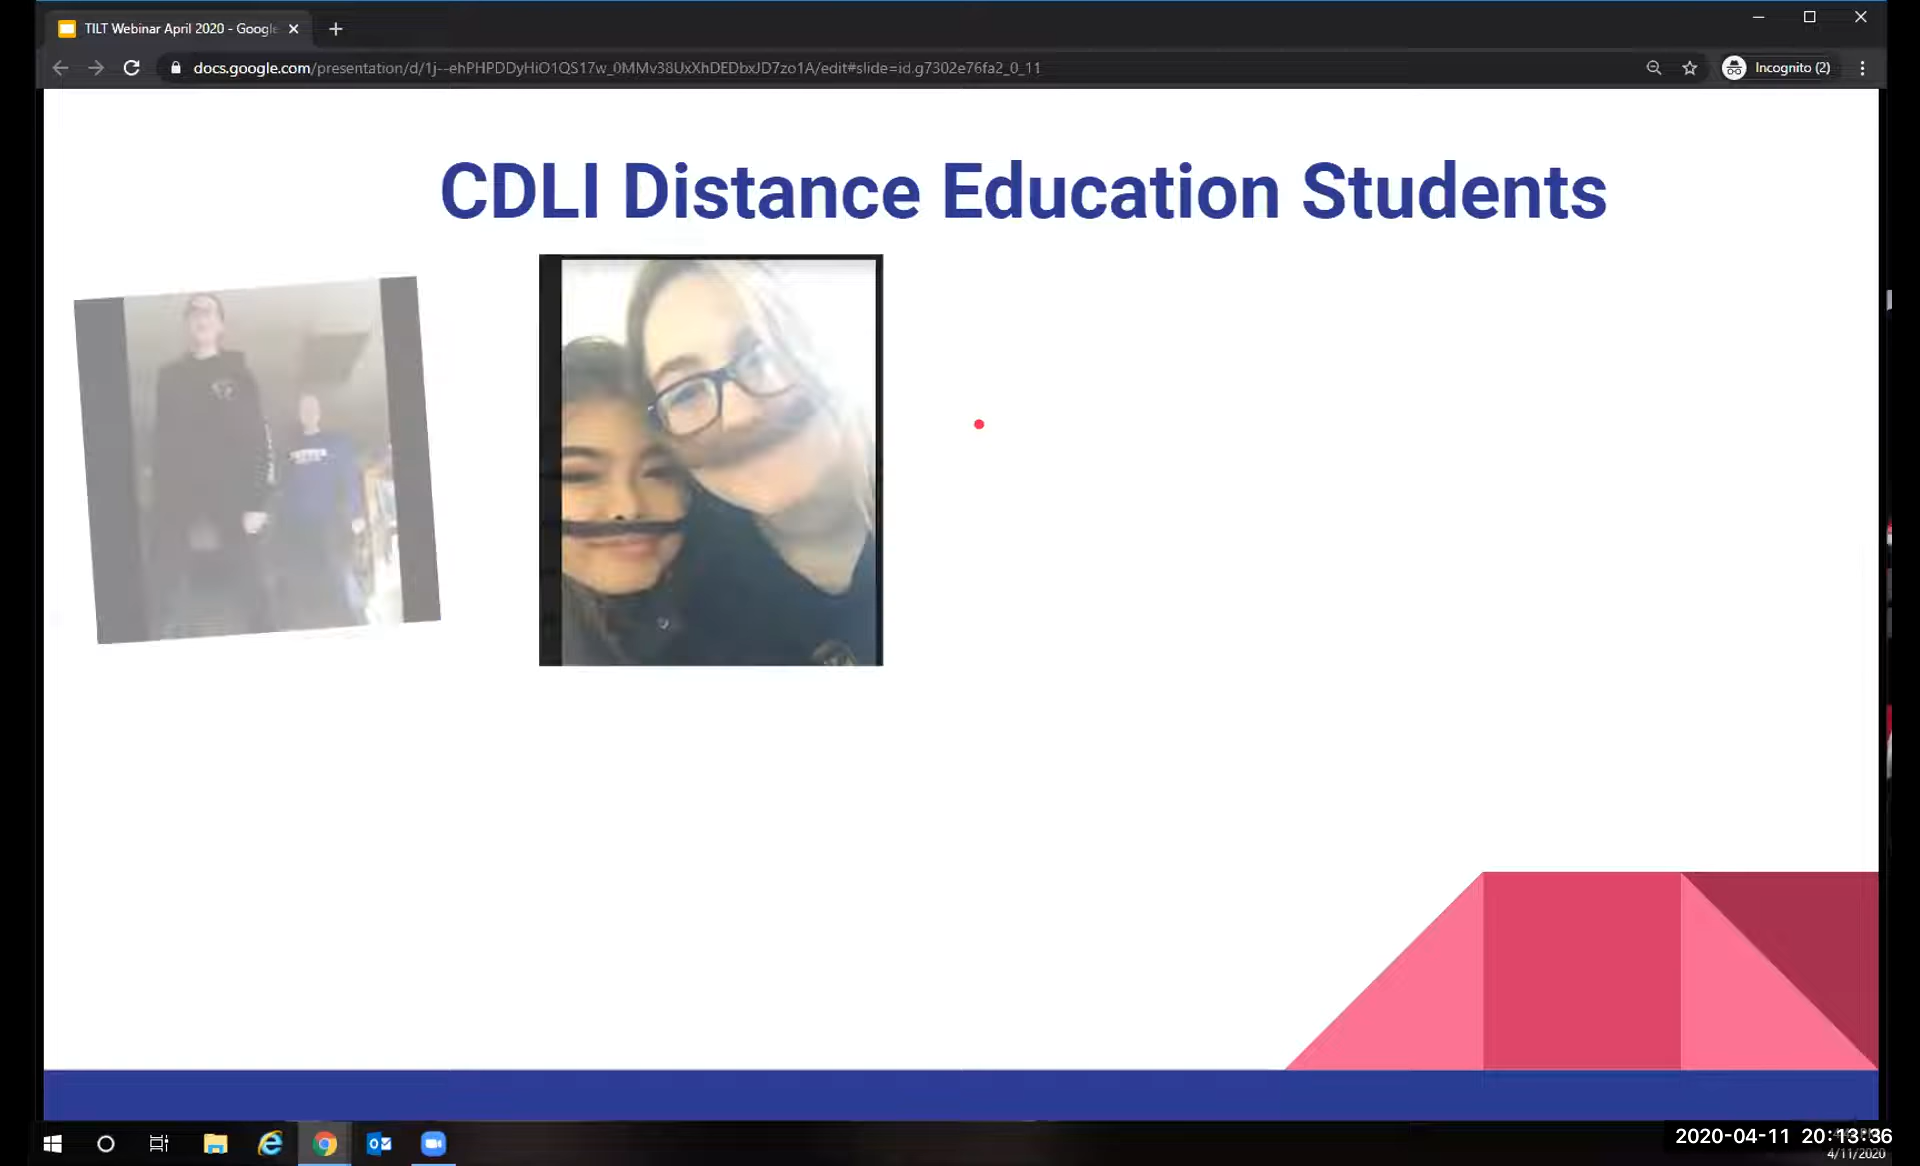 TILT Webinar April 2020 - Google
docs.google.com/presentation/d/1j--ehPHPDDyHiO1QS17w_0MMv38UxXhDEDbxJD7zo1A/edit#slide=id.g7302e76fa2_0_11
Incognito (2)
CDLI Distance Education Students
2020-04-11 20:13:36
4/11/2020